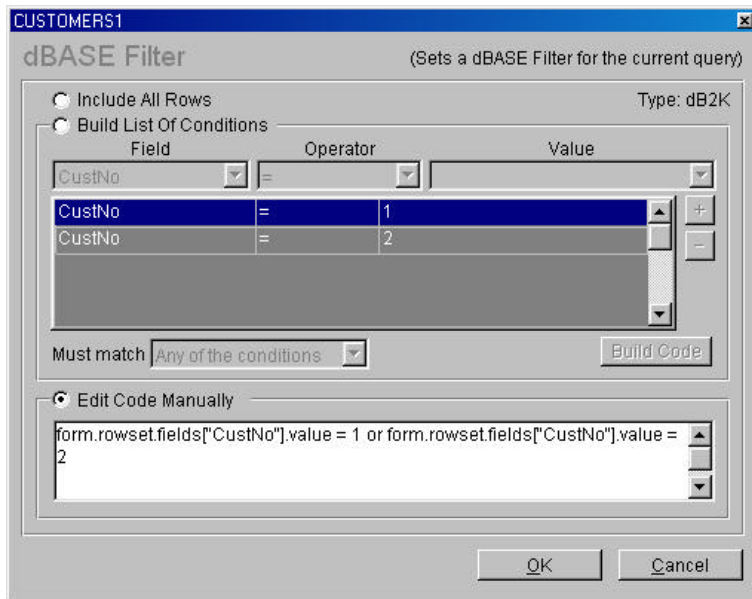 CUSTOMERS1
dBASE Filter (Sets a dBASE Filter for the current query)
Include All Rows Type: dB2K
Build List Of Conditions
Field Operator Value
CustNo =
CustNo = 1
CustNo = 2
+
-
Must match Any of the conditions Build Code
Edit Code Manually
form.rowset.fields["CustNo"].value = 1 or form.rowset.fields["CustNo"].value =
2
OK Cancel